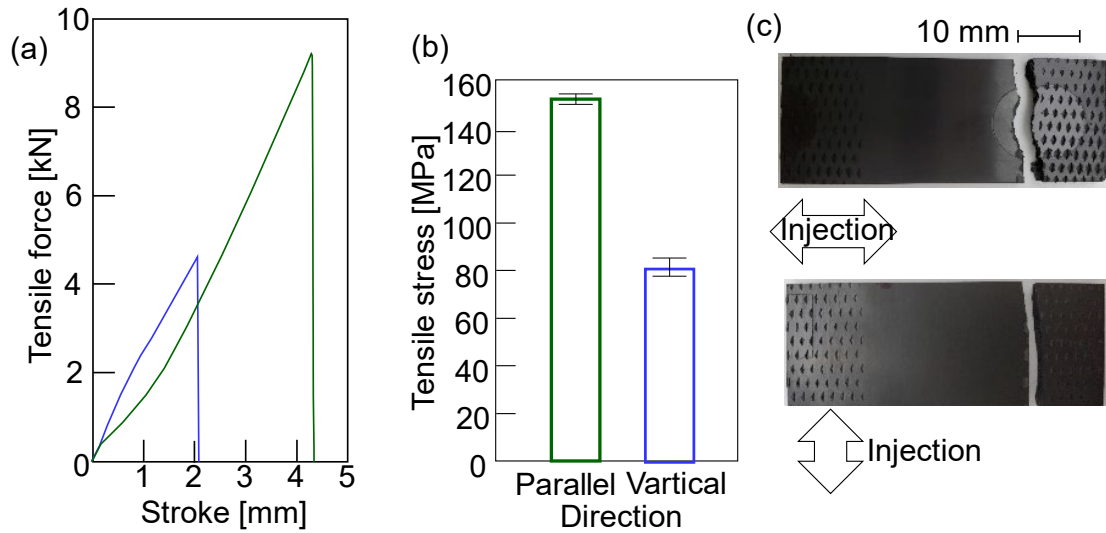 (a)
10
8
6
4
2
0
Tensile force [kN]
1 2 3 4 5
Stroke [mm]
(b)
160
140
120
100
80
60
40
20
0
Tensile stress [MPa]
Parallel Vartical
Direction
(c)
10 mm
Injection
Injection